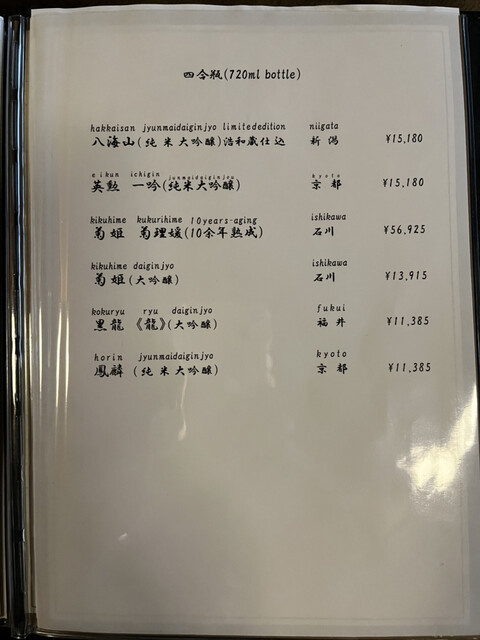 四合瓶(720ml bottle)
hakkaisan jyunmaidaiginjyo limitededition niigata
八海山(純米大吟醸)浩和蔵仕込 新潟 ¥15,180
eikun ichigin junmaidaiginjou kyoto
英勲 一吟(純米大吟醸) 京都 ¥15,180
kikuhime kukurihime 10years-aging ishikawa
菊姫 菊理媛(10余年熟成) 石川 ¥56,925
kikuhime daiginjyo ishikawa
菊姫(大吟醸) 石川 ¥13,915
kokuryu ryu daiginjyo fukui
黒龍《龍》(大吟醸) 福井 ¥11,385
horin jyunmaidaiginjyo kyoto
鳳麟(純米大吟醸) 京都 ¥11,385